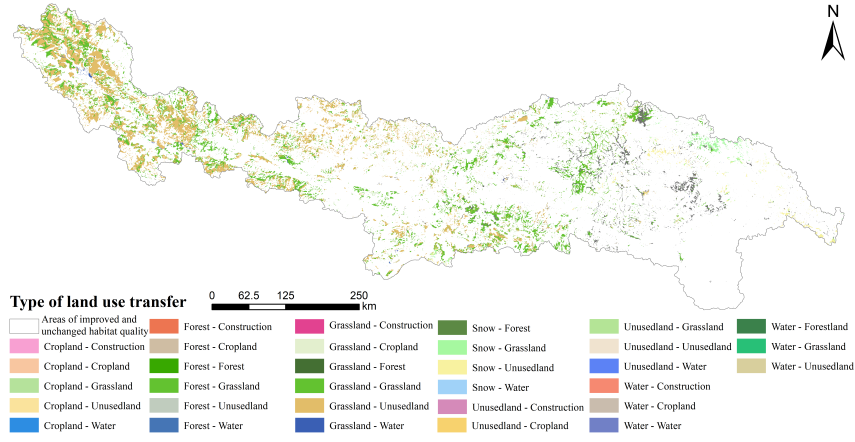 N
Type of land use transfer
0 62.5 125 250
km
Areas of improved and
unchanged habitat quality
Cropland - Construction
Cropland - Cropland
Cropland - Grassland
Cropland - Unusedland
Cropland - Water
Forest - Construction
Forest - Cropland
Forest - Forest
Forest - Grassland
Forest - Unusedland
Forest - Water
Grassland - Construction
Grassland - Cropland
Grassland - Forest
Grassland - Grassland
Grassland - Unusedland
Grassland - Water
Snow - Forest
Snow - Grassland
Snow - Unusedland
Snow - Water
Unusedland - Construction
Unusedland - Cropland
Unusedland - Grassland
Unusedland - Unusedland
Unusedland - Water
Water - Construction
Water - Cropland
Water - Water
Water - Forestland
Water - Grassland
Water - Unusedland